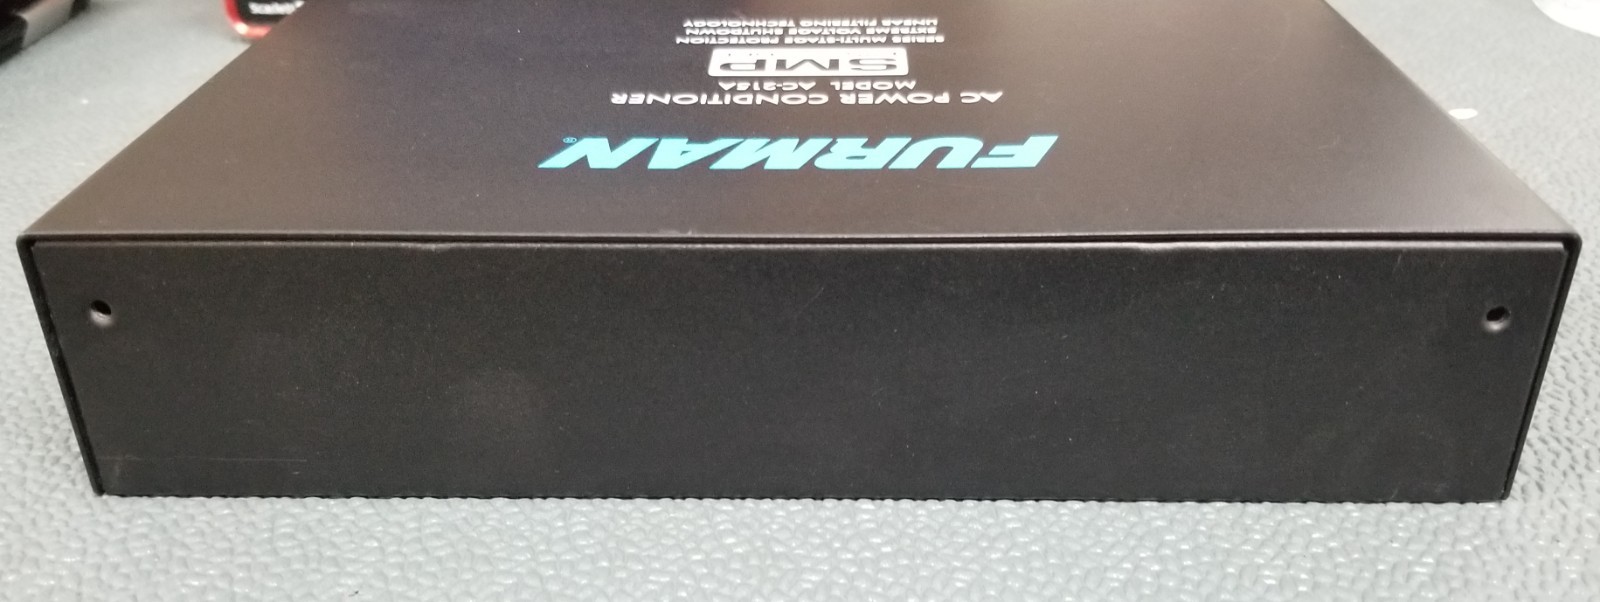 FURMAN®
AC POWER CONDITIONER
MODEL AC-215A
SMP
SERIES MULTI-STAGE PROTECTION
EXTREME VOLTAGE SHUTDOWN
LINEAR FILTERING TECHNOLOGY